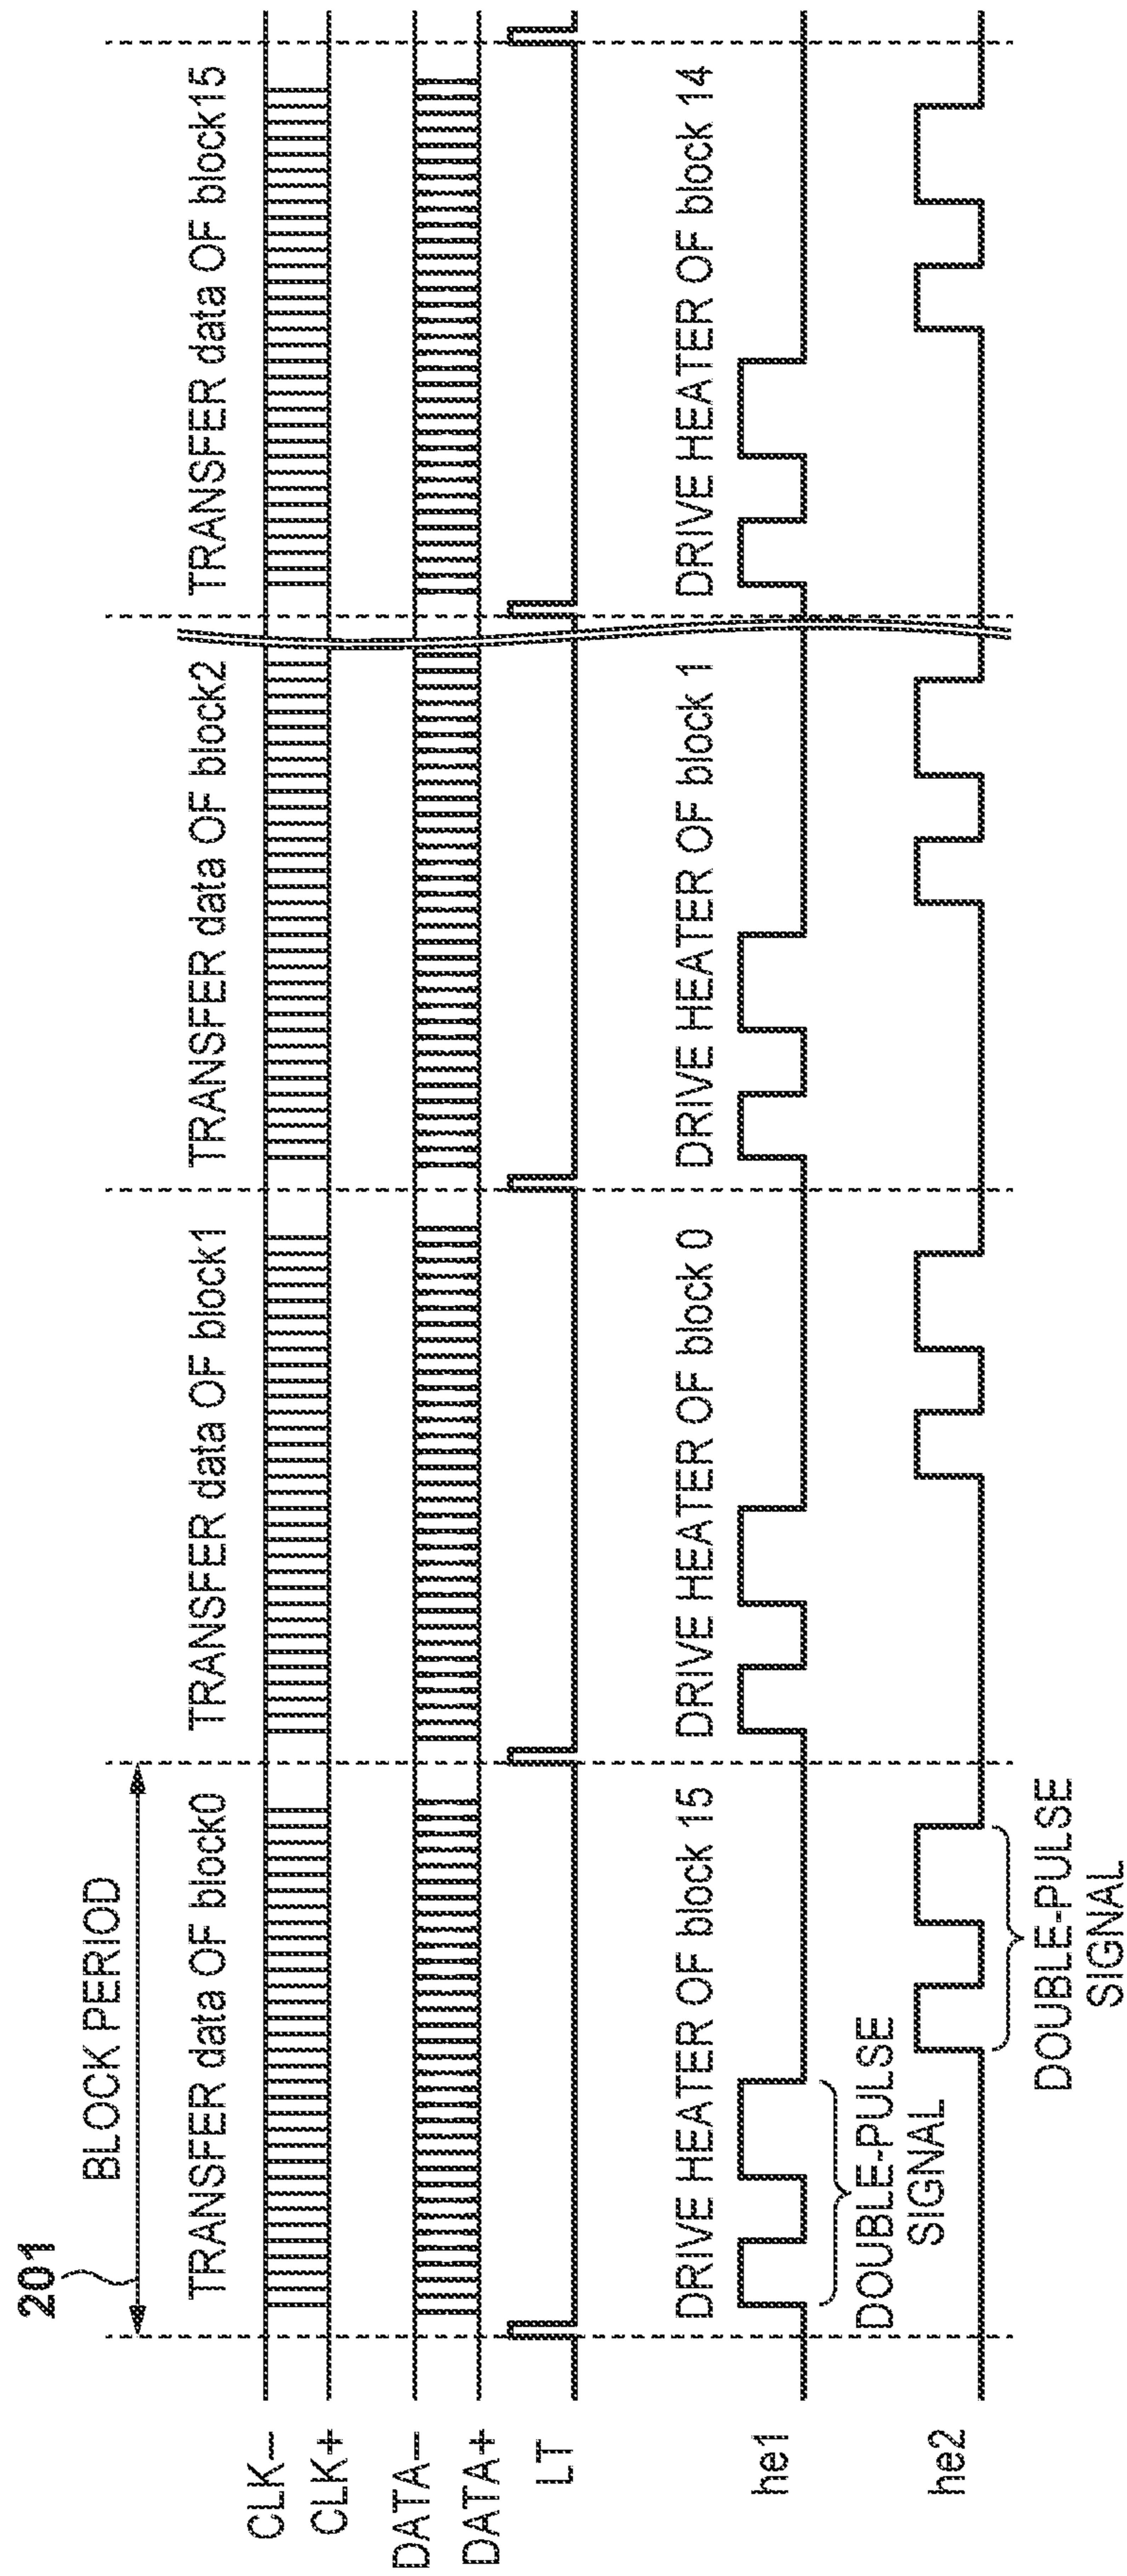 201
BLOCK PERIOD
TRANSFER data OF block0
TRANSFER data OF block1
TRANSFER data OF block2
TRANSFER data OF block15
CLK−
CLK+
DATA−
DATA+
LT
DRIVE HEATER OF block 15
DRIVE HEATER OF block 0
DRIVE HEATER OF block 1
DRIVE HEATER OF block 14
he1
DOUBLE-PULSE
SIGNAL
he2
DOUBLE-PULSE
SIGNAL